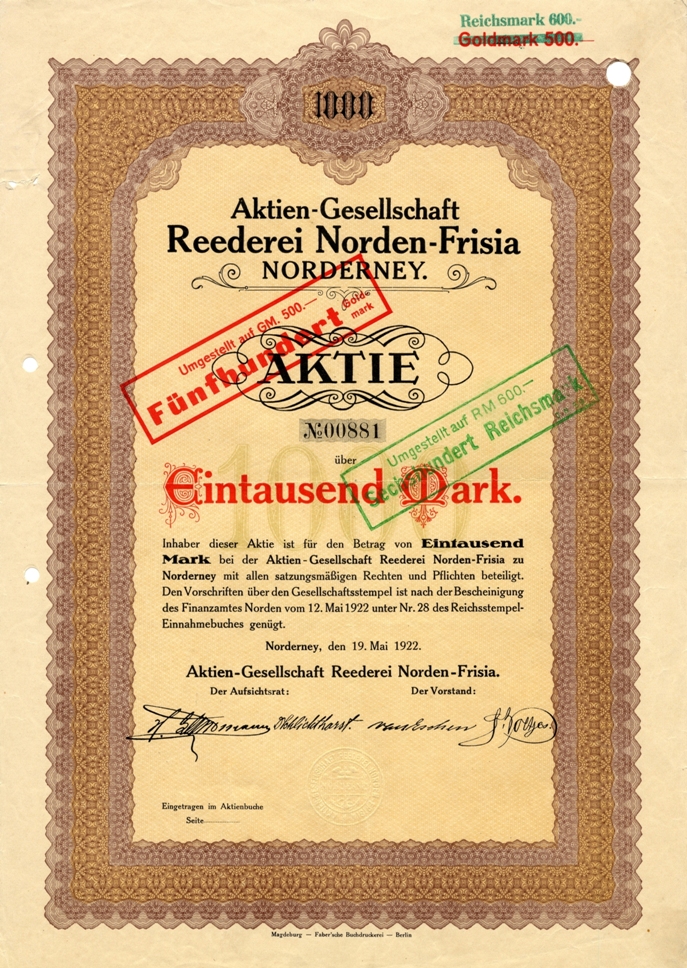 Reichsmark 600.-
Goldmark 500.-
1000
Aktien-Gesellschaft
Reederei Norden-Frisia
NORDERNEY.
Umgestellt auf GM. 500.—
Fünfhundert Goldmark
AKTIE
№00881
Umgestellt auf RM 600.—
Sechshundert Reichsmark
über
1000
Eintausend Mark.
Inhaber dieser Aktie ist für den Betrag von Eintausend
Mark bei der Aktien-Gesellschaft Reederei Norden-Frisia zu
Norderney mit allen satzungsmäßigen Rechten und Pflichten beteiligt.
Den Vorschriften über den Gesellschaftsstempel ist nach der Bescheinigung
des Finanzamtes Norden vom 12. Mai 1922 unter Nr. 28 des Reichsstempel-
Einnahmebuches genügt.
Norderney, den 19. Mai 1922.
Aktien-Gesellschaft Reederei Norden-Frisia.
Der Aufsichtsrat: Der Vorstand:
Eingetragen im Aktienbuche
Seite
Magdeburg — Faber'sche Buchdruckerei — Berlin